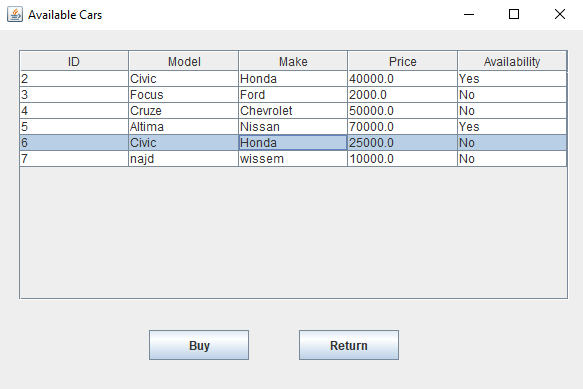 Available Cars
ID Model Make Price Availability
2 Civic Honda 40000.0 Yes
3 Focus Ford 2000.0 No
4 Cruze Chevrolet 50000.0 No
5 Altima Nissan 70000.0 Yes
6 Civic Honda 25000.0 No
7 najd wissem 10000.0 No
Buy Return